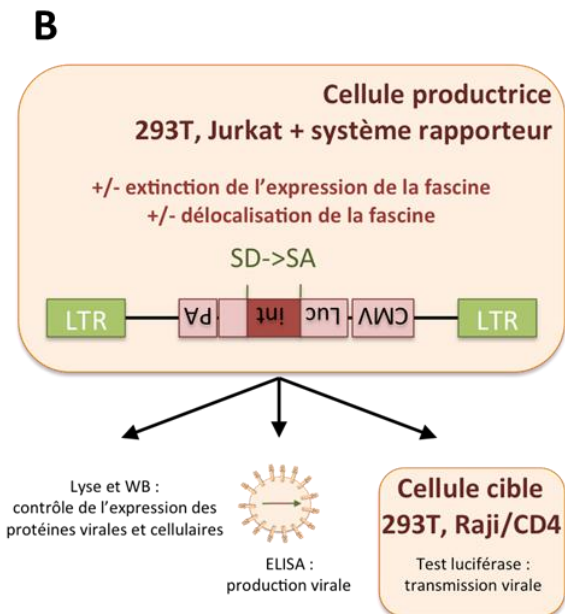 B
Cellule productrice
293T, Jurkat + système rapporteur
+/- extinction de l'expression de la fascine
+/- délocalisation de la fascine
SD->SA
LTR PA int Luc CMV LTR
Lyse et WB :
contrôle de l'expression des
protéines virales et cellulaires
ELISA :
production virale
Cellule cible
293T, Raji/CD4
Test luciférase :
transmission virale